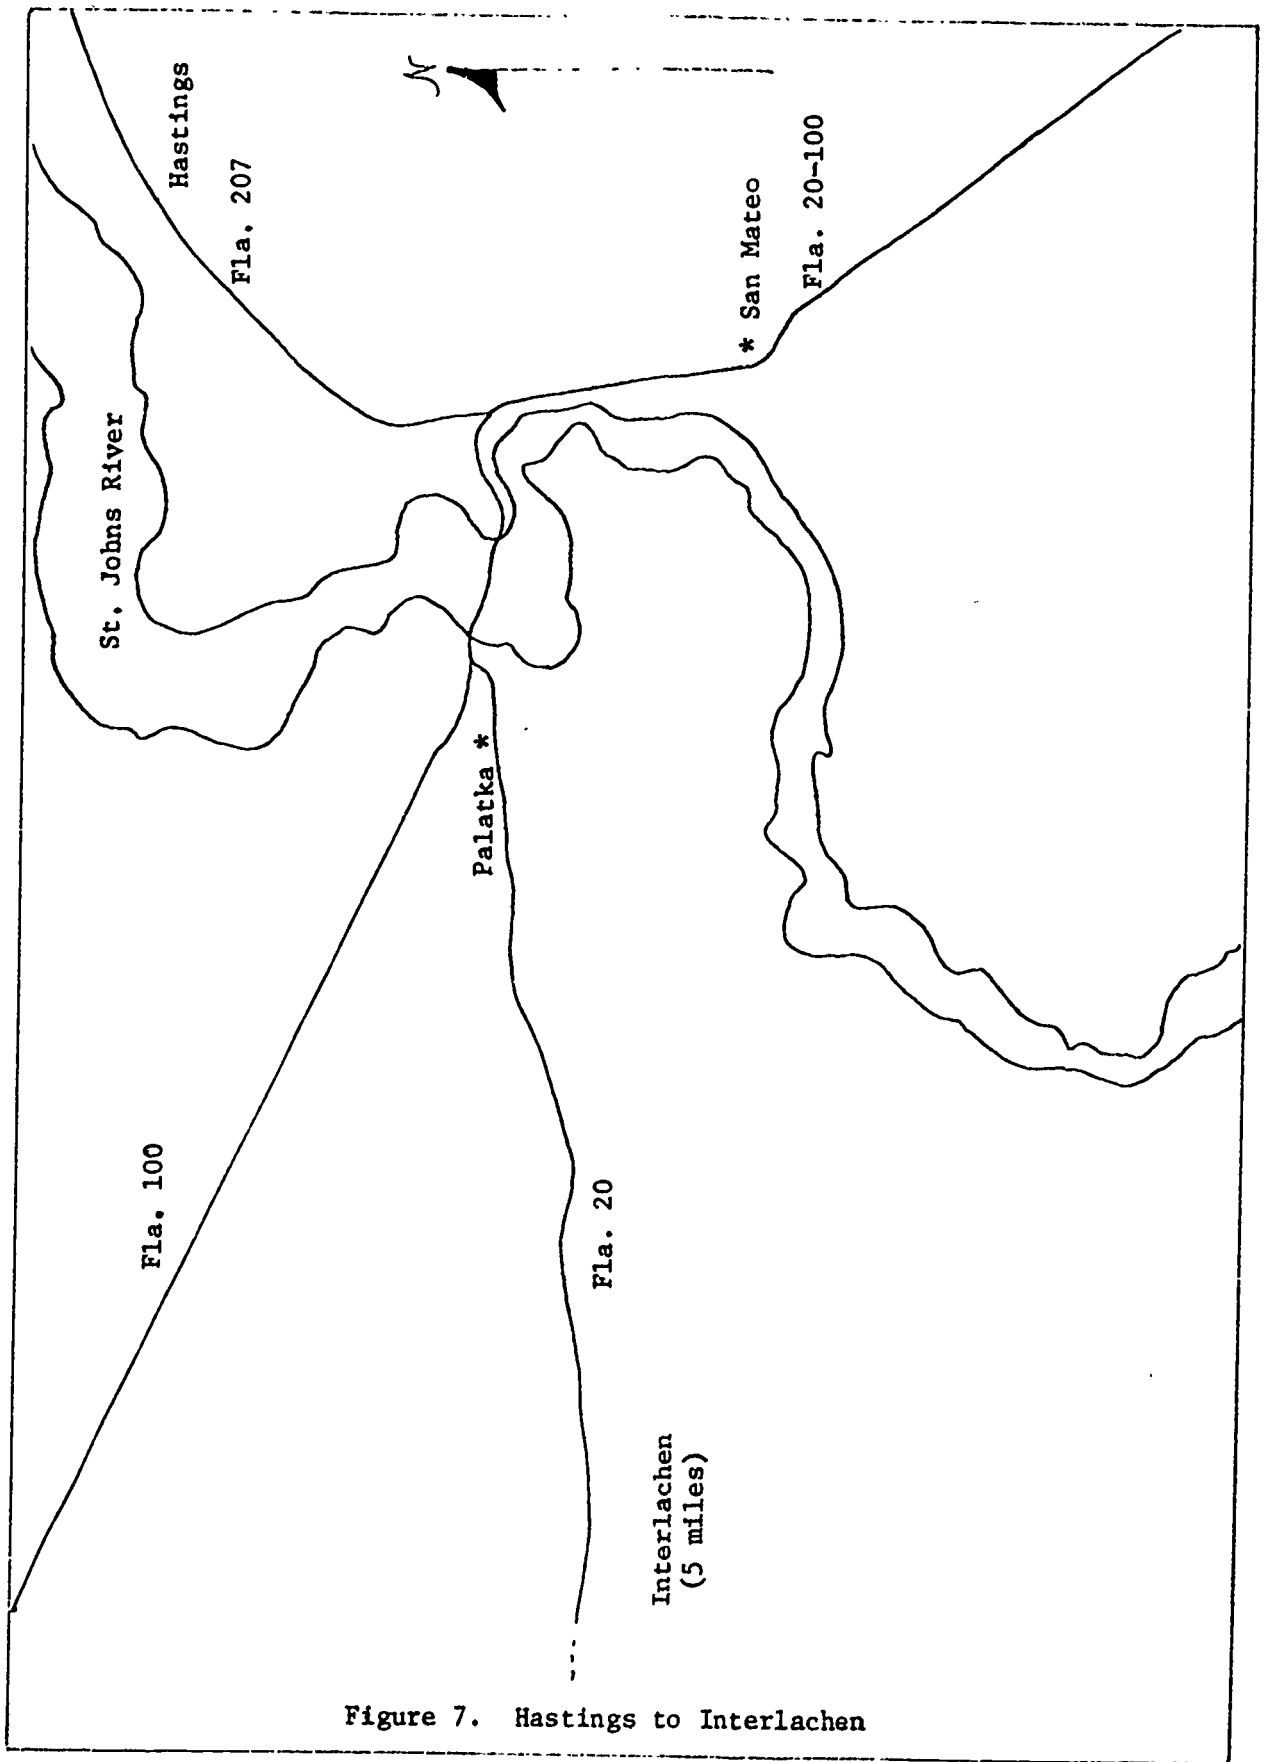 N
Hastings
Fla. 207
St. Johns River
* San Mateo
Fla. 20-100
Palatka *
Fla. 100
Fla. 20
Interlachen
(5 miles)
Figure 7. Hastings to Interlachen